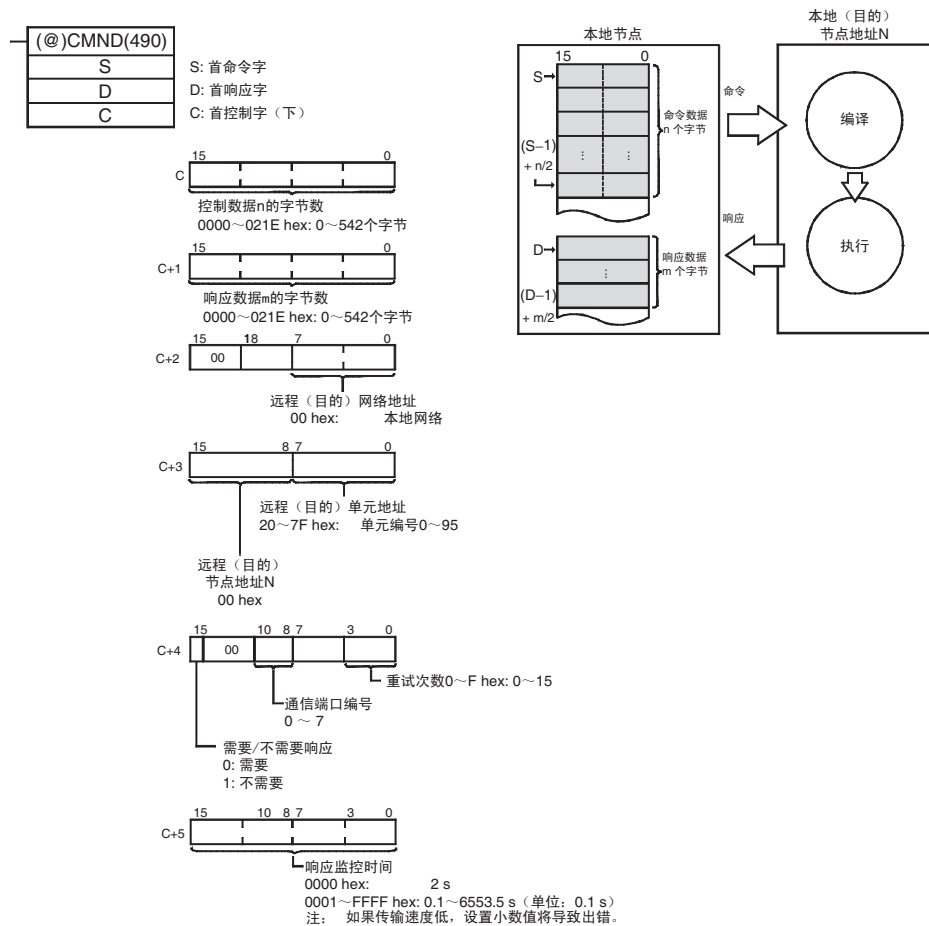 (@)CMND(490)
S
D
C
S: 首命令字
D: 首响应字
C: 首控制字（下）
15 0
C
控制数据n的字节数
0000～021E hex: 0～542个字节
15 0
C+1
响应数据m的字节数
0000～021E hex: 0～542个字节
15 18 7 0
C+2 00
远程（目的）网络地址
00 hex: 本地网络
15 8 7 0
C+3
远程（目的）单元地址
20～7F hex: 单元编号0～95
远程（目的）
节点地址N
00 hex
15 10 8 7 3 0
C+4 00
重试次数0～F hex: 0～15
通信端口编号
0 ～ 7
需要/不需要响应
0: 需要
1: 不需要
15 10 8 7 3 0
C+5
响应监控时间
0000 hex: 2 s
0001～FFFF hex: 0.1～6553.5 s（单位：0.1 s）
注: 如果传输速度低，设置小数值将导致出错。
本地节点
15 0
S
(S–1)
+ n/2
命令数据
n 个字节
D
(D–1)
+ m/2
响应数据
m 个字节
命令
响应
本地（目的）
节点地址N
编译
执行